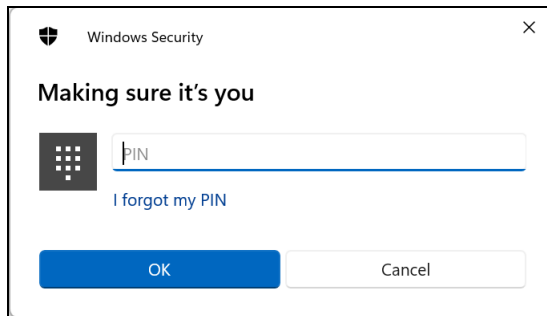 Windows Security
Making sure it’s you
PIN
I forgot my PIN
OK
Cancel